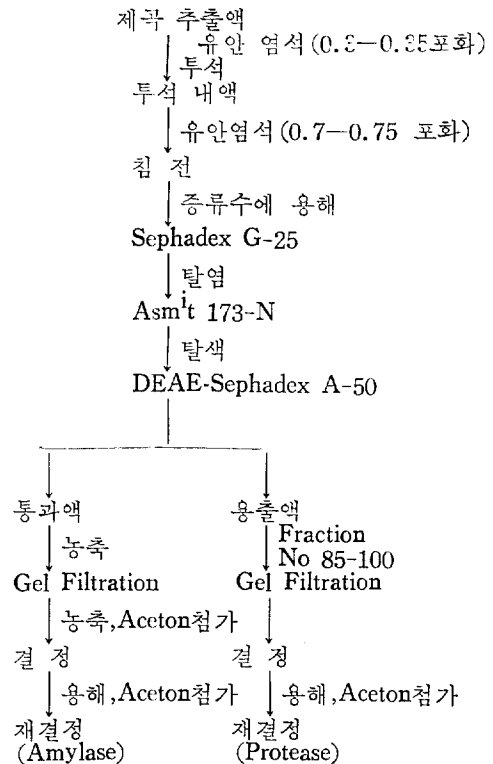 제국 추출액
유안 염석(0.3—0.35포화)
투석
투석 내액
유안염석(0.7—0.75 포화)
침 전
증류수에 용해
Sephadex G-25
탈염
Asmit 173-N
탈색
DEAE-Sephadex A-50
통과액 용출액
농축 Fraction
No 85-100
Gel Filtration Gel Filtration
농축,Aceton첨가
결 정 결 정
용해,Aceton첨가 용해,Aceton첨가
재결정 재결정
(Amylase) (Protease)